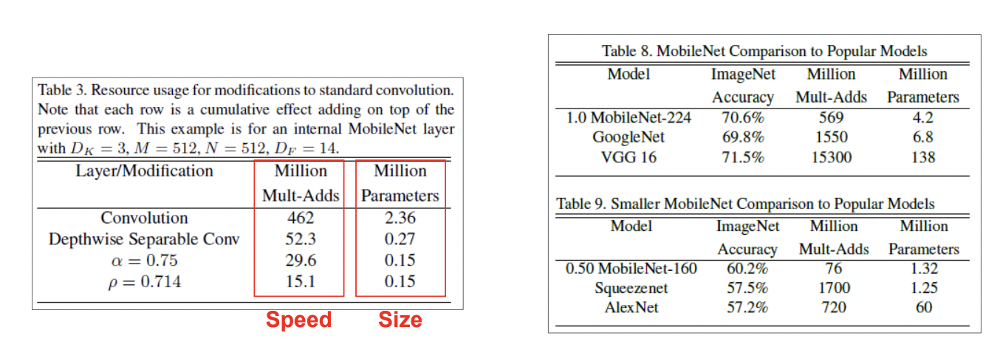 Table 3. Resource usage for modifications to standard convolution.
Note that each row is a cumulative effect adding on top of the
previous row. This example is for an internal MobileNet layer
with D_K = 3, M = 512, N = 512, D_F = 14.
Layer/Modification Million Million
Mult-Adds Parameters
Convolution 462 2.36
Depthwise Separable Conv 52.3 0.27
α = 0.75 29.6 0.15
ρ = 0.714 15.1 0.15
Speed Size
Table 8. MobileNet Comparison to Popular Models
Model ImageNet Million Million
Accuracy Mult-Adds Parameters
1.0 MobileNet-224 70.6% 569 4.2
GoogleNet 69.8% 1550 6.8
VGG 16 71.5% 15300 138
Table 9. Smaller MobileNet Comparison to Popular Models
Model ImageNet Million Million
Accuracy Mult-Adds Parameters
0.50 MobileNet-160 60.2% 76 1.32
Squeezenet 57.5% 1700 1.25
AlexNet 57.2% 720 60